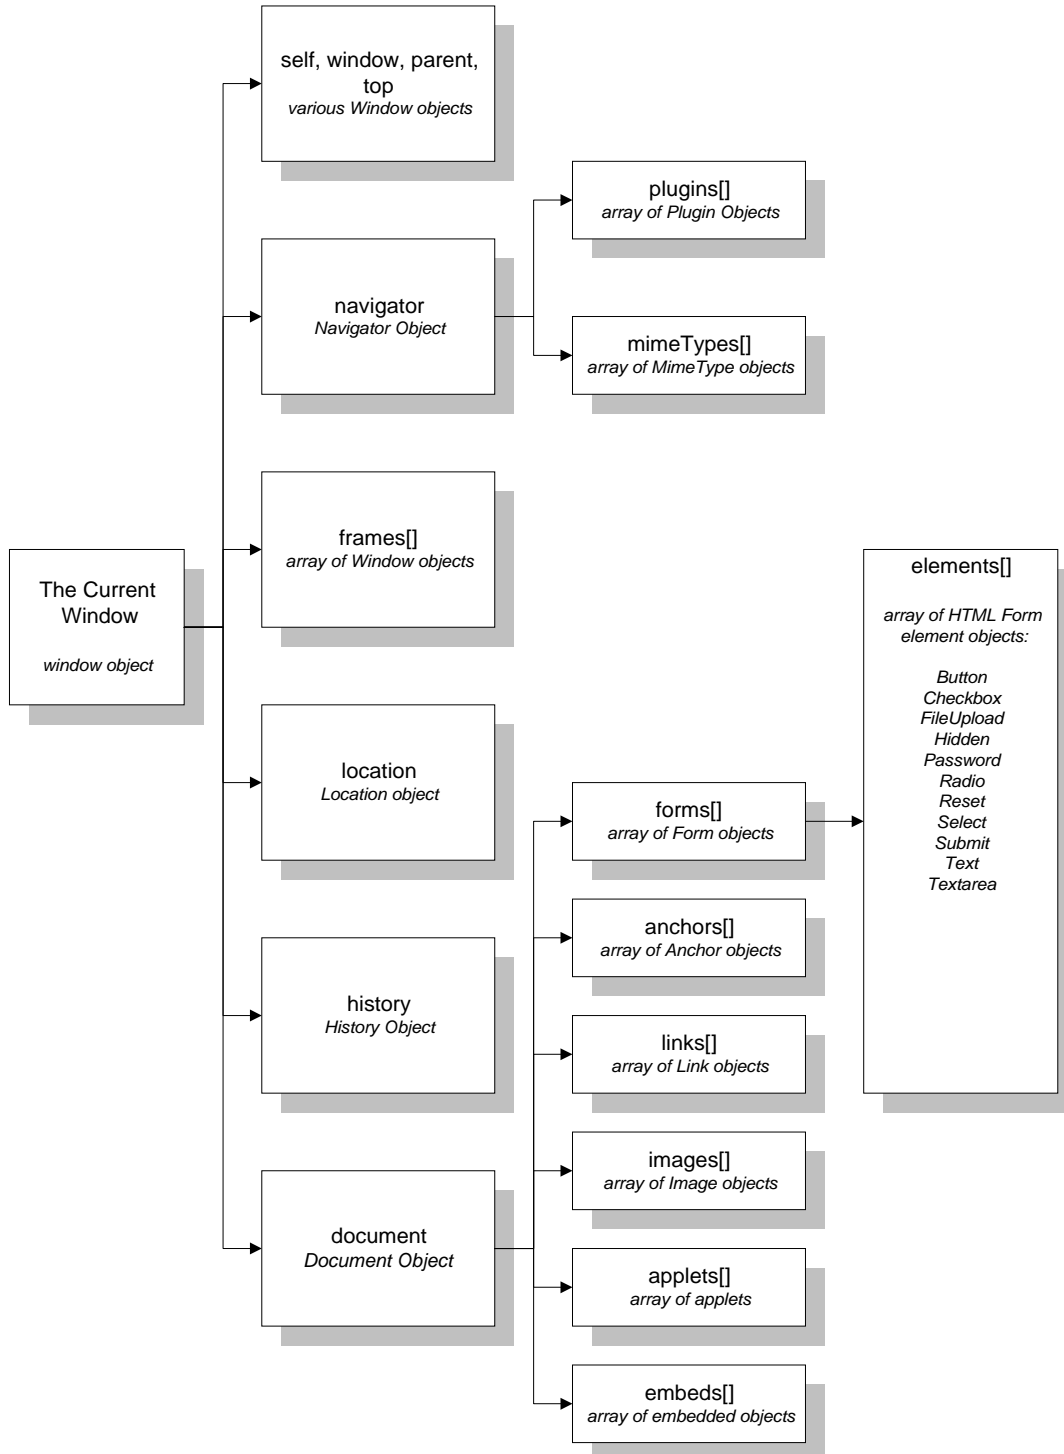 self, window, parent,
top
various Window objects
plugins[]
array of Plugin Objects
navigator
Navigator Object
mimeTypes[]
array of MimeType objects
frames[]
array of Window objects
The Current
Window
window object
elements[]
array of HTML Form
element objects:
Button
Checkbox
FileUpload
Hidden
Password
Radio
Reset
Select
Submit
Text
Textarea
location
Location object
forms[]
array of Form objects
anchors[]
array of Anchor objects
history
History Object
links[]
array of Link objects
images[]
array of Image objects
document
Document Object
applets[]
array of applets
embeds[]
array of embedded objects